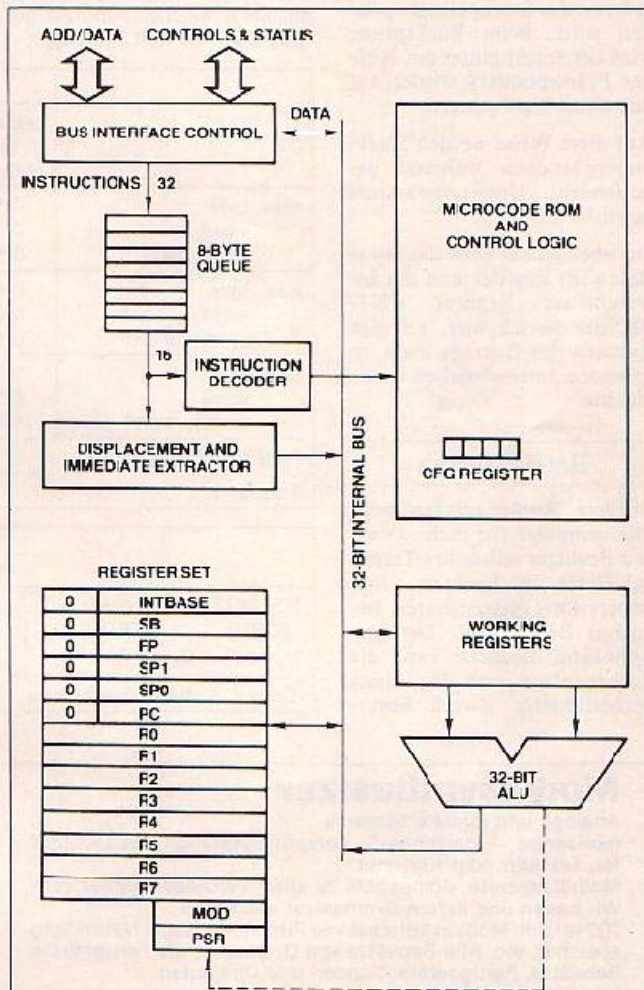 ADD/DATA
CONTROLS & STATUS
BUS INTERFACE CONTROL
DATA
INSTRUCTIONS
32
8-BYTE
QUEUE
16
INSTRUCTION
DECODER
DISPLACEMENT AND
IMMEDIATE EXTRACTOR
MICROCODE ROM
AND
CONTROL LOGIC
CFG REGISTER
32-BIT INTERNAL BUS
REGISTER SET
0 INTBASE
0 SB
0 FP
0 SP1
0 SP0
0 PC
R0
R1
R2
R3
R4
R5
R6
R7
MOD
PSR
WORKING
REGISTERS
32-BIT
ALU